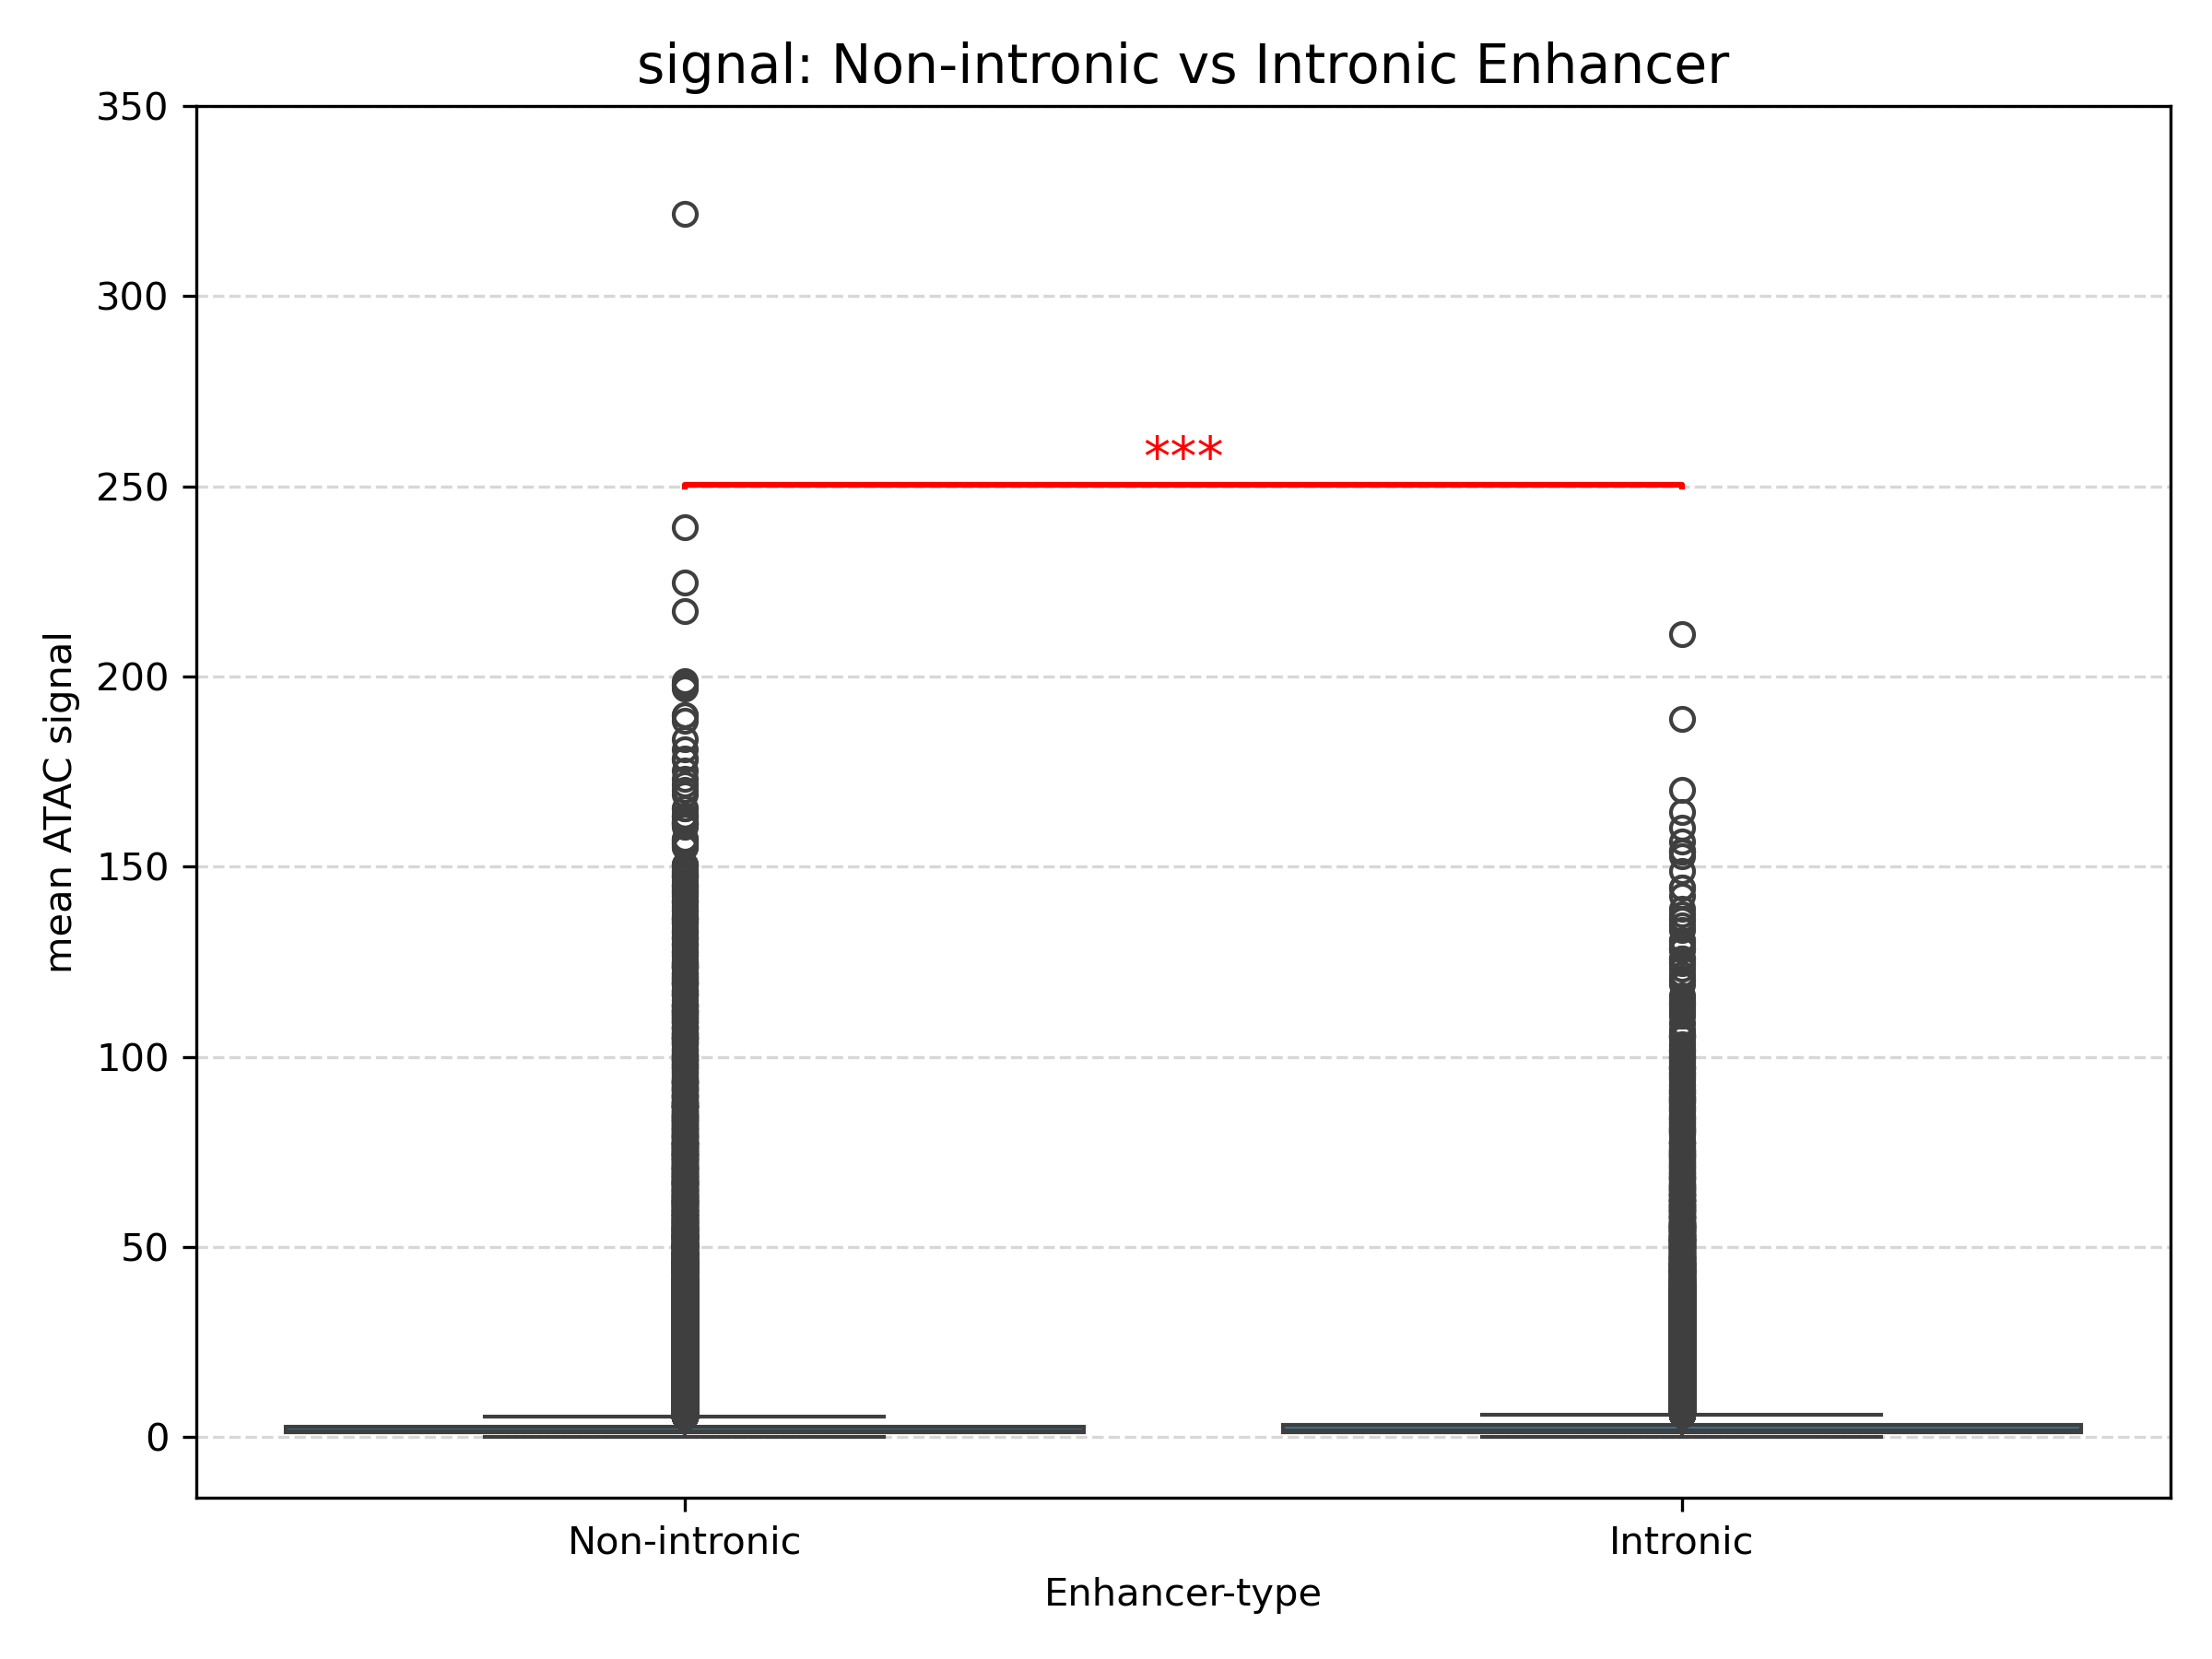 signal: Non-intronic vs Intronic Enhancer
350
300
***
250
200
mean ATAC signal
150
100
50
0
Non-intronic
Intronic
Enhancer-type